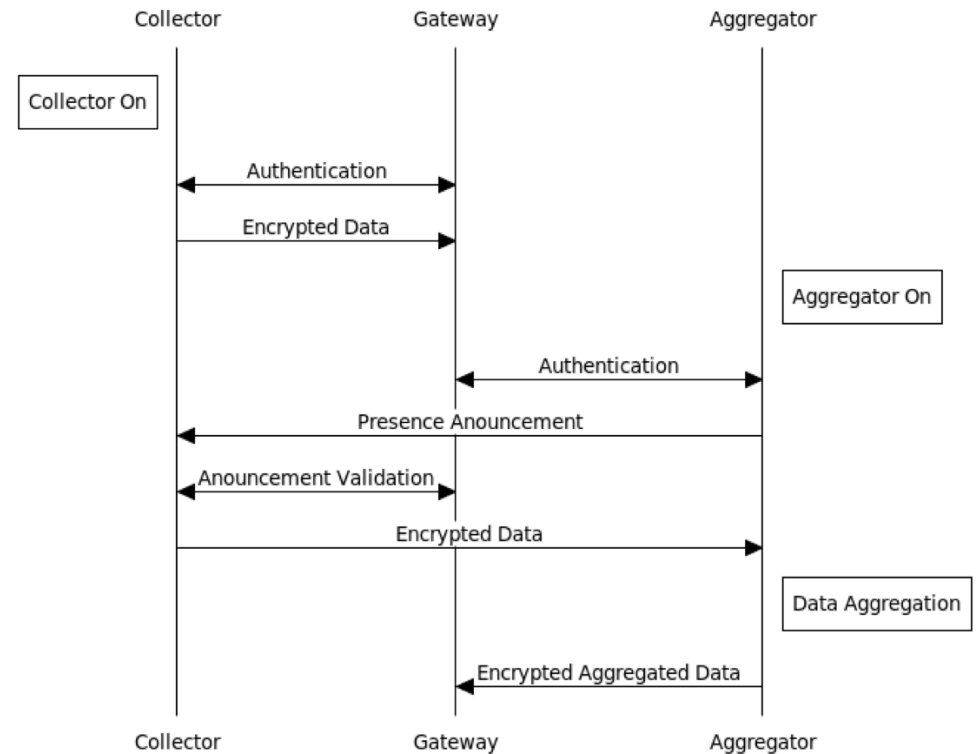 Collector Gateway Aggregator
Collector On
Authentication
Encrypted Data
Aggregator On
Authentication
Presence Anouncement
Anouncement Validation
Encrypted Data
Data Aggregation
Encrypted Aggregated Data
Collector Gateway Aggregator